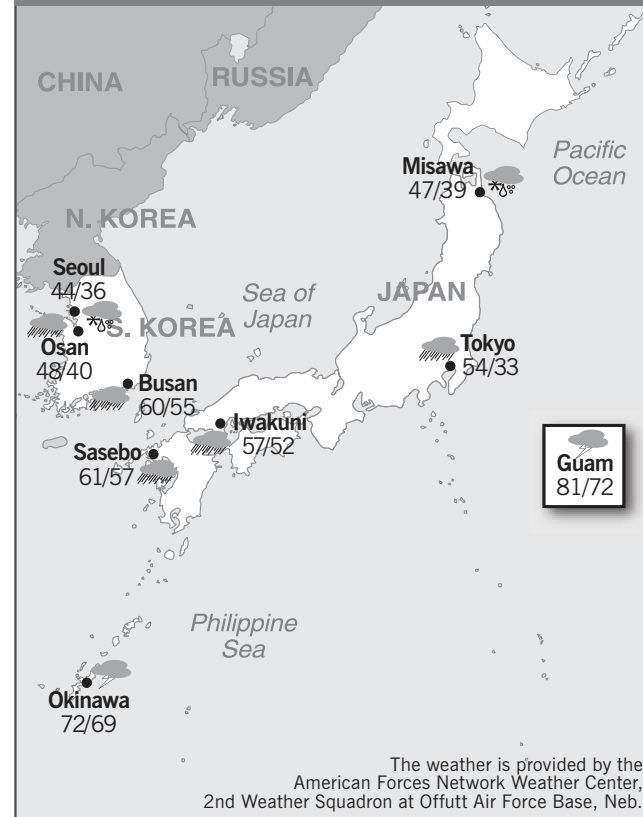 CHINA
RUSSIA
Pacific
Ocean
Misawa
47/39
N. KOREA
Seoul
44/36
Sea of
Japan
JAPAN
S. KOREA
Osan
48/40
Tokyo
54/33
Busan
60/55
Iwakuni
57/52
Sasebo
61/57
Guam
81/72
Philippine
Sea
Okinawa
72/69
The weather is provided by the
American Forces Network Weather Center,
2nd Weather Squadron at Offutt Air Force Base, Neb.